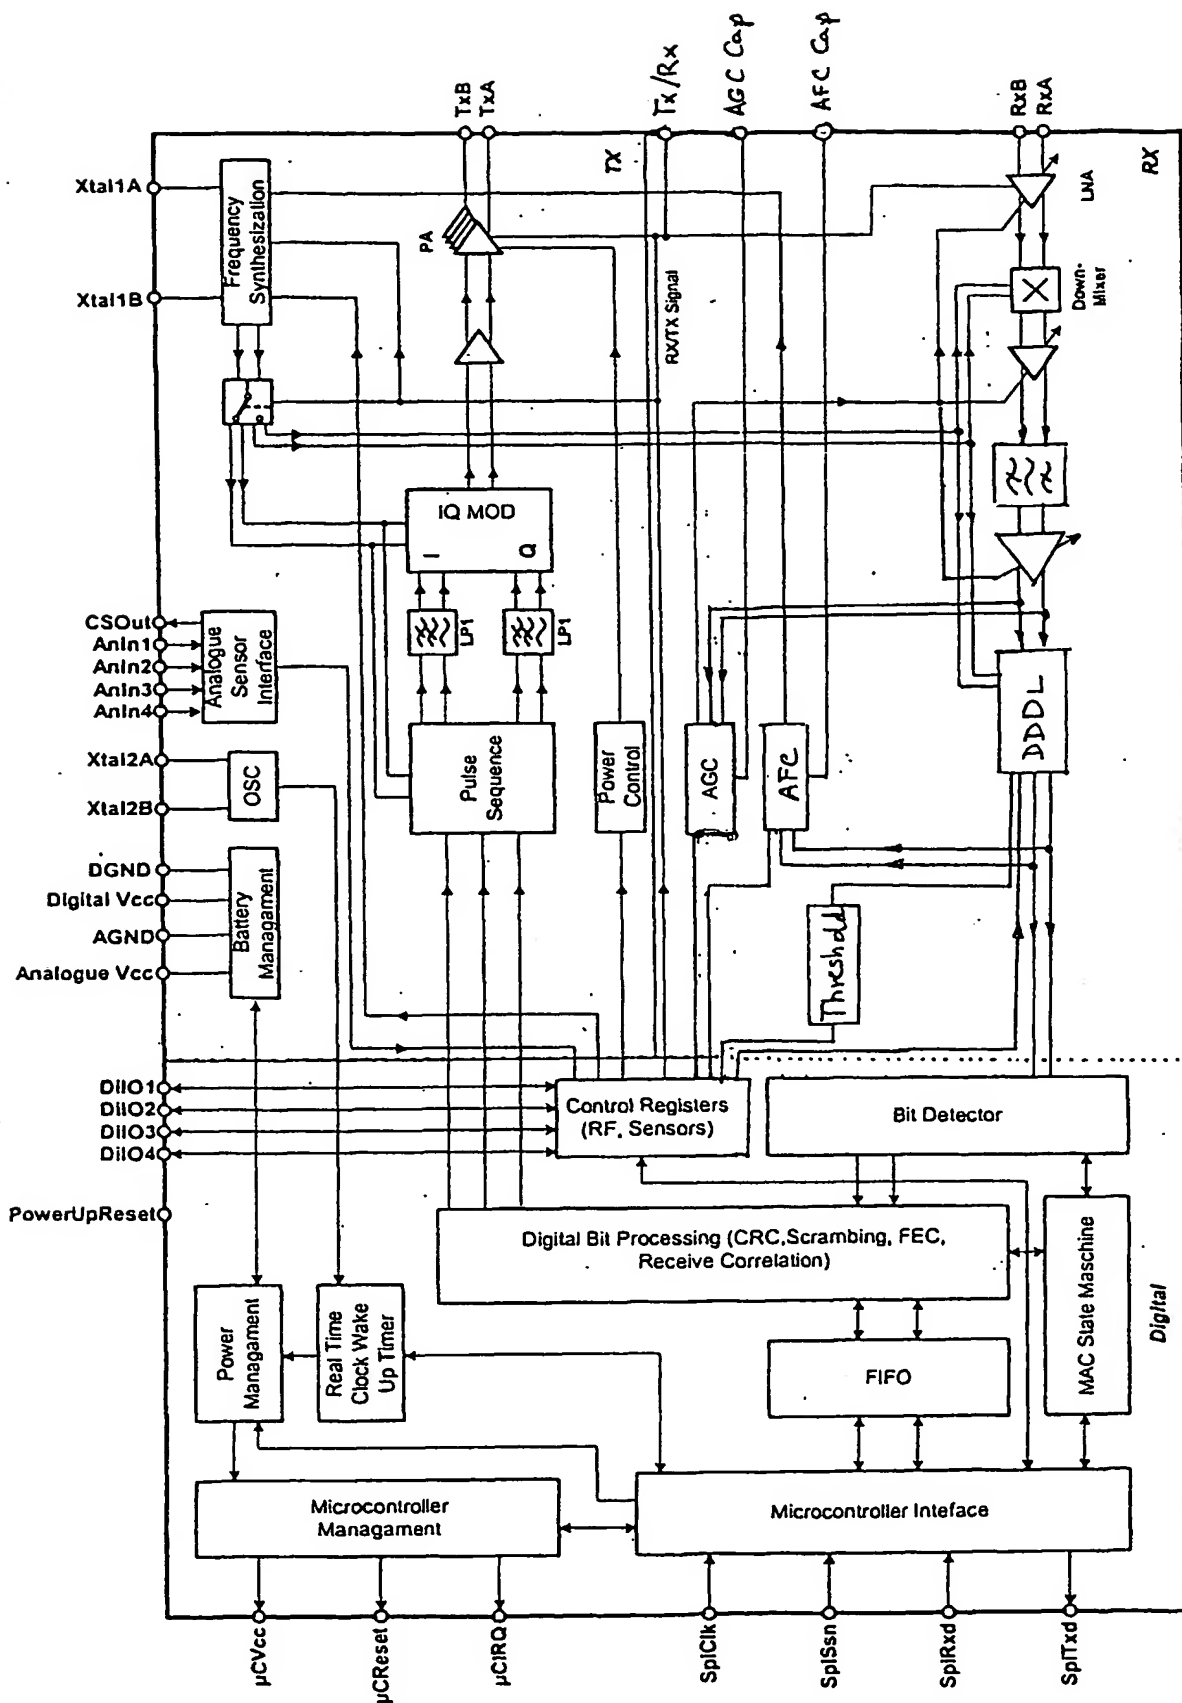 TxB
TxA
Tx/Rx
AGC Cap
AFC Cap
RxB
RxA
Xtal1A
Xtal1B
Frequency
Synthesization
PA
TX
RX
LNA
Down-
Mixer
RX/TX Signal
IQ MOD
I
Q
LP1
LP1
CSOut
AnIn1
AnIn2
AnIn3
AnIn4
Analogue
Sensor
Interface
Xtal2A
Xtal2B
OSC
Pulse
Sequence
Power
Control
AGC
AFC
DDDL
DGND
Digital Vcc
AGND
Analogue Vcc
Battery
Managament
Threshold
DiIO1
DiIO2
DiIO3
DiIO4
Control Registers
(RF, Sensors)
Bit Detector
PowerUpReset
Digital Bit Processing (CRC,Scrambing, FEC,
Receive Correlation)
MAC State Maschine
Digital
Power
Managament
Real Time
Clock Wake
Up Timer
FIFO
Microcontroller
Managament
Microcontroller Inteface
µCVcc
µCReset
µCIRQ
SpiClk
SpiSsn
SpiRxd
SpiTxd